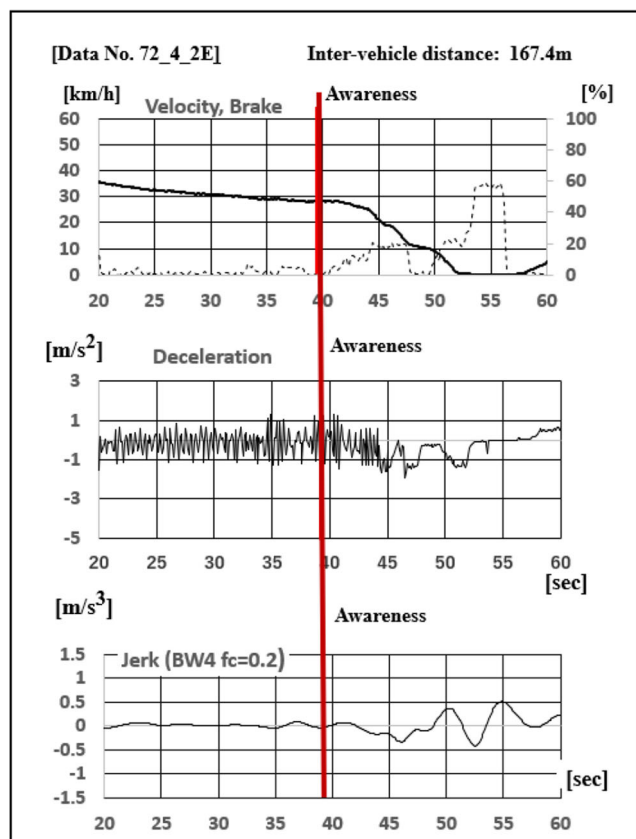 [Data No. 72_4_2E] Inter-vehicle distance: 167.4m
[km/h] Velocity, Brake Awareness [%]
60 100
50 80
40 60
30
20 40
10 20
0 0
20 25 30 35 40 45 50 55 60
[m/s2] Deceleration Awareness
3
1
-1
-3
-5
20 25 30 35 40 45 50 55 60
[sec]
[m/s3] Awareness
1.5
1 Jerk (BW4 fc=0.2)
0.5
0
-0.5
-1 [sec]
-1.5
20 25 30 35 40 45 50 55 60